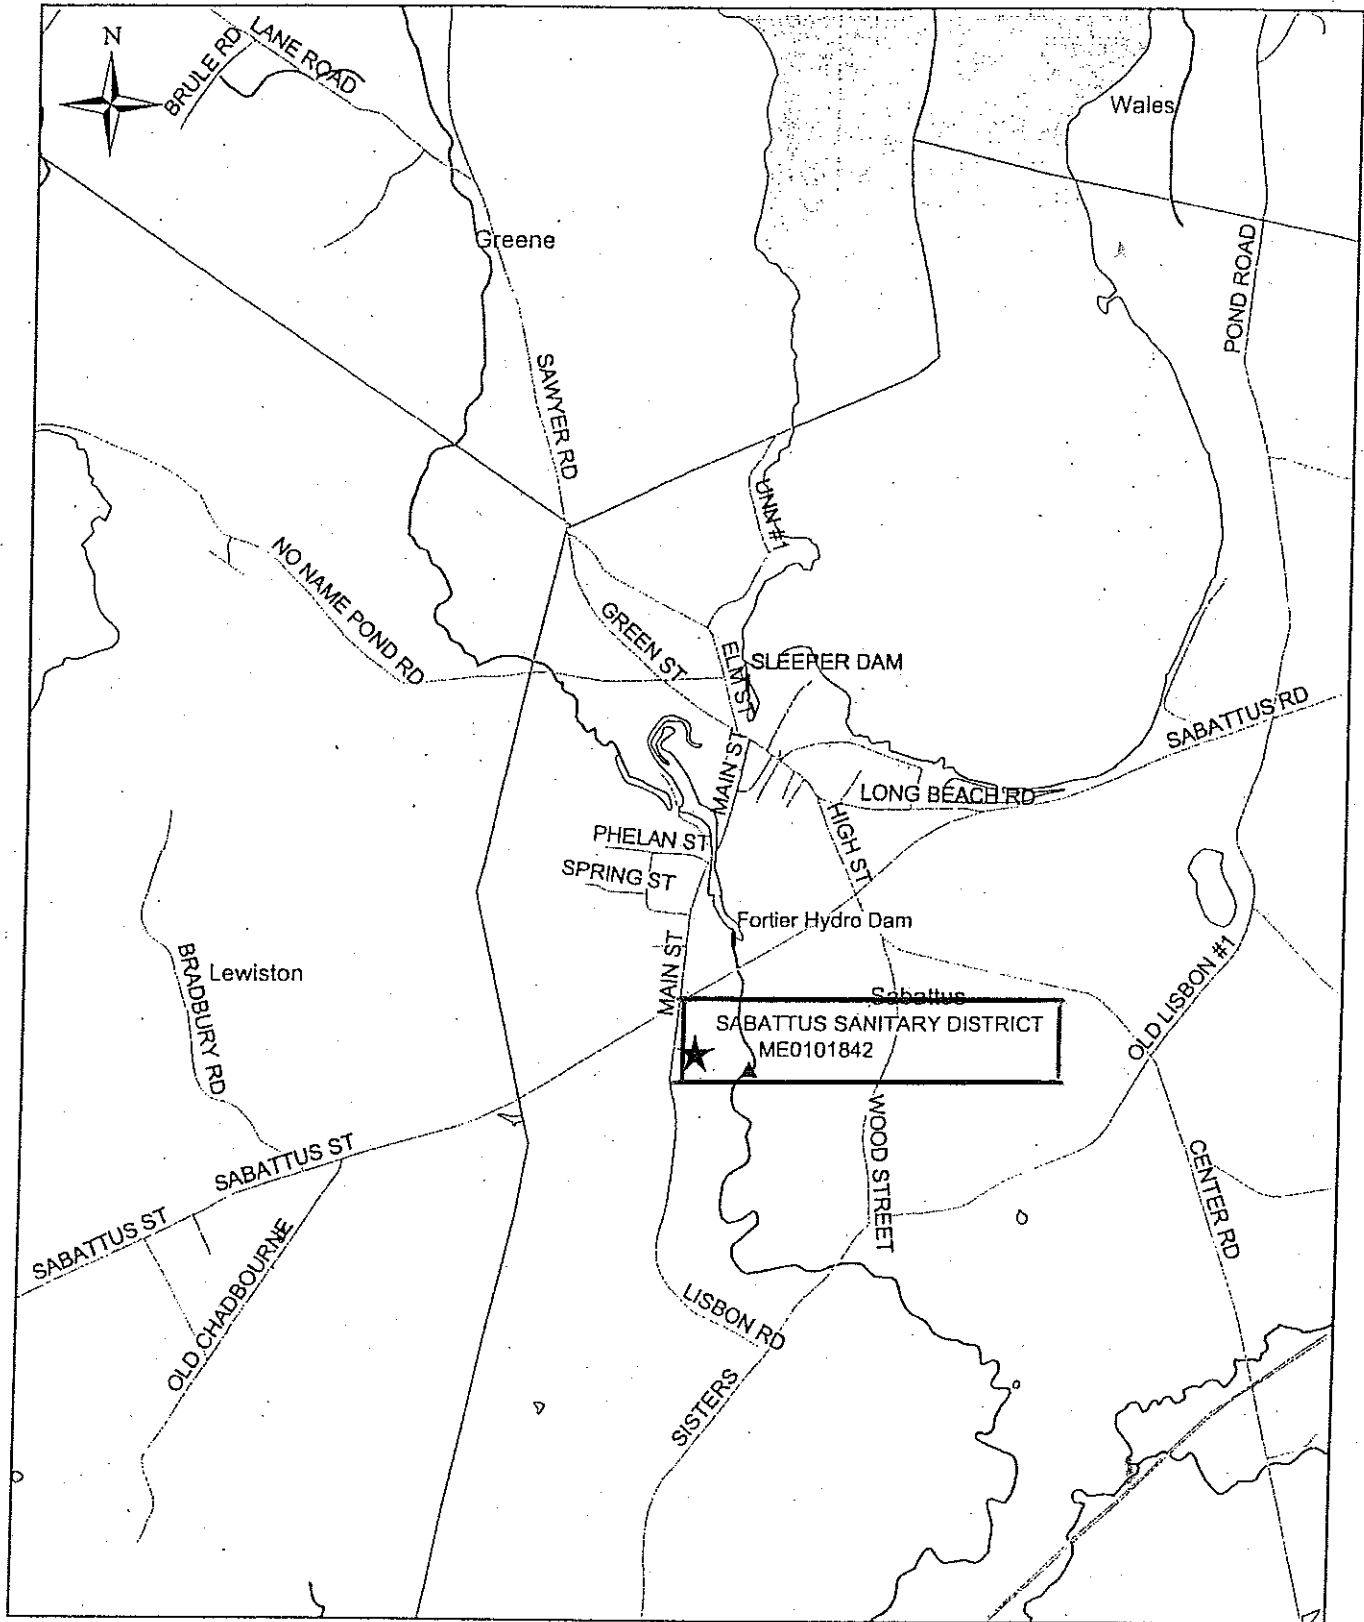 N
BRULE RD
LANE ROAD
Wales
Greene
POND ROAD
SAWYER RD
UNN #1
NO NAME POND RD
GREEN ST
ELM ST
SLEEPER DAM
SABATTUS RD
MAIN ST
LONG BEACH RD
HIGH ST
PHELAN ST
SPRING ST
Fortier Hydro Dam
MAIN ST
BRADBURY RD
Lewiston
OLD LISBON #1
Sabattus
SABATTUS SANITARY DISTRICT
ME0101842
WOOD STREET
CENTER RD
SABATTUS ST
SABATTUS ST
OLD CHADBOURNE
LISBON RD
SISTERS